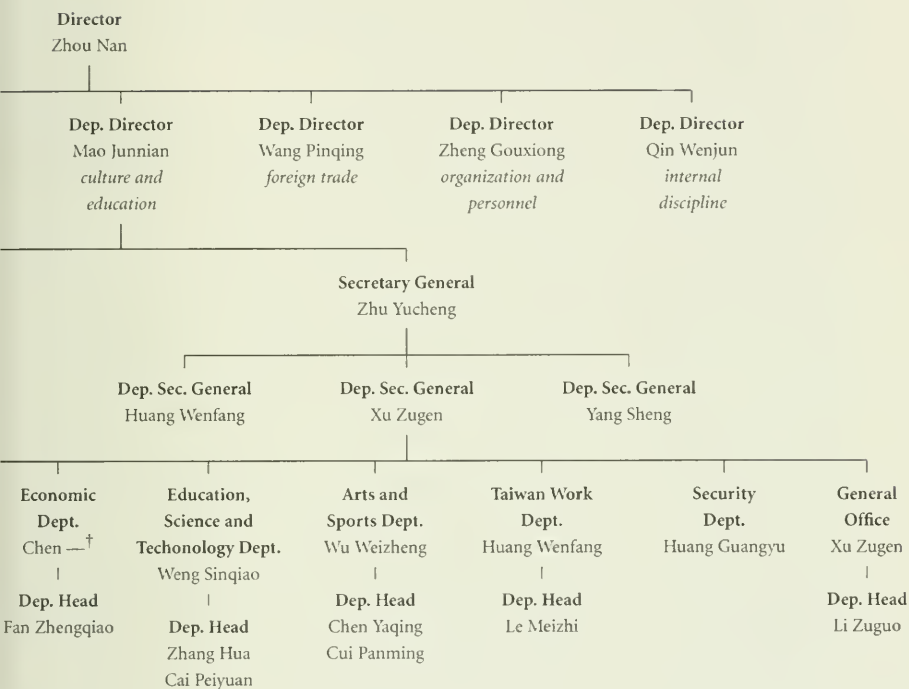 Director
Zhou Nan
Dep. Director
Mao Junnian
culture and
education
Dep. Director
Wang Pinqing
foreign trade
Dep. Director
Zheng Gouxiong
organization and
personnel
Dep. Director
Qin Wenjun
internal
discipline
Secretary General
Zhu Yucheng
Dep. Sec. General
Huang Wenfang
Dep. Sec. General
Xu Zugen
Dep. Sec. General
Yang Sheng
Economic
Dept.
Chen —†
Dep. Head
Fan Zhengqiao
Education,
Science and
Techonology Dept.
Weng Sinqiao
Dep. Head
Zhang Hua
Cai Peiyuan
Arts and
Sports Dept.
Wu Weizheng
Dep. Head
Chen Yaqing
Cui Panming
Taiwan Work
Dept.
Huang Wenfang
Dep. Head
Le Meizhi
Security
Dept.
Huang Guangyu
General
Office
Xu Zugen
Dep. Head
Li Zuguo